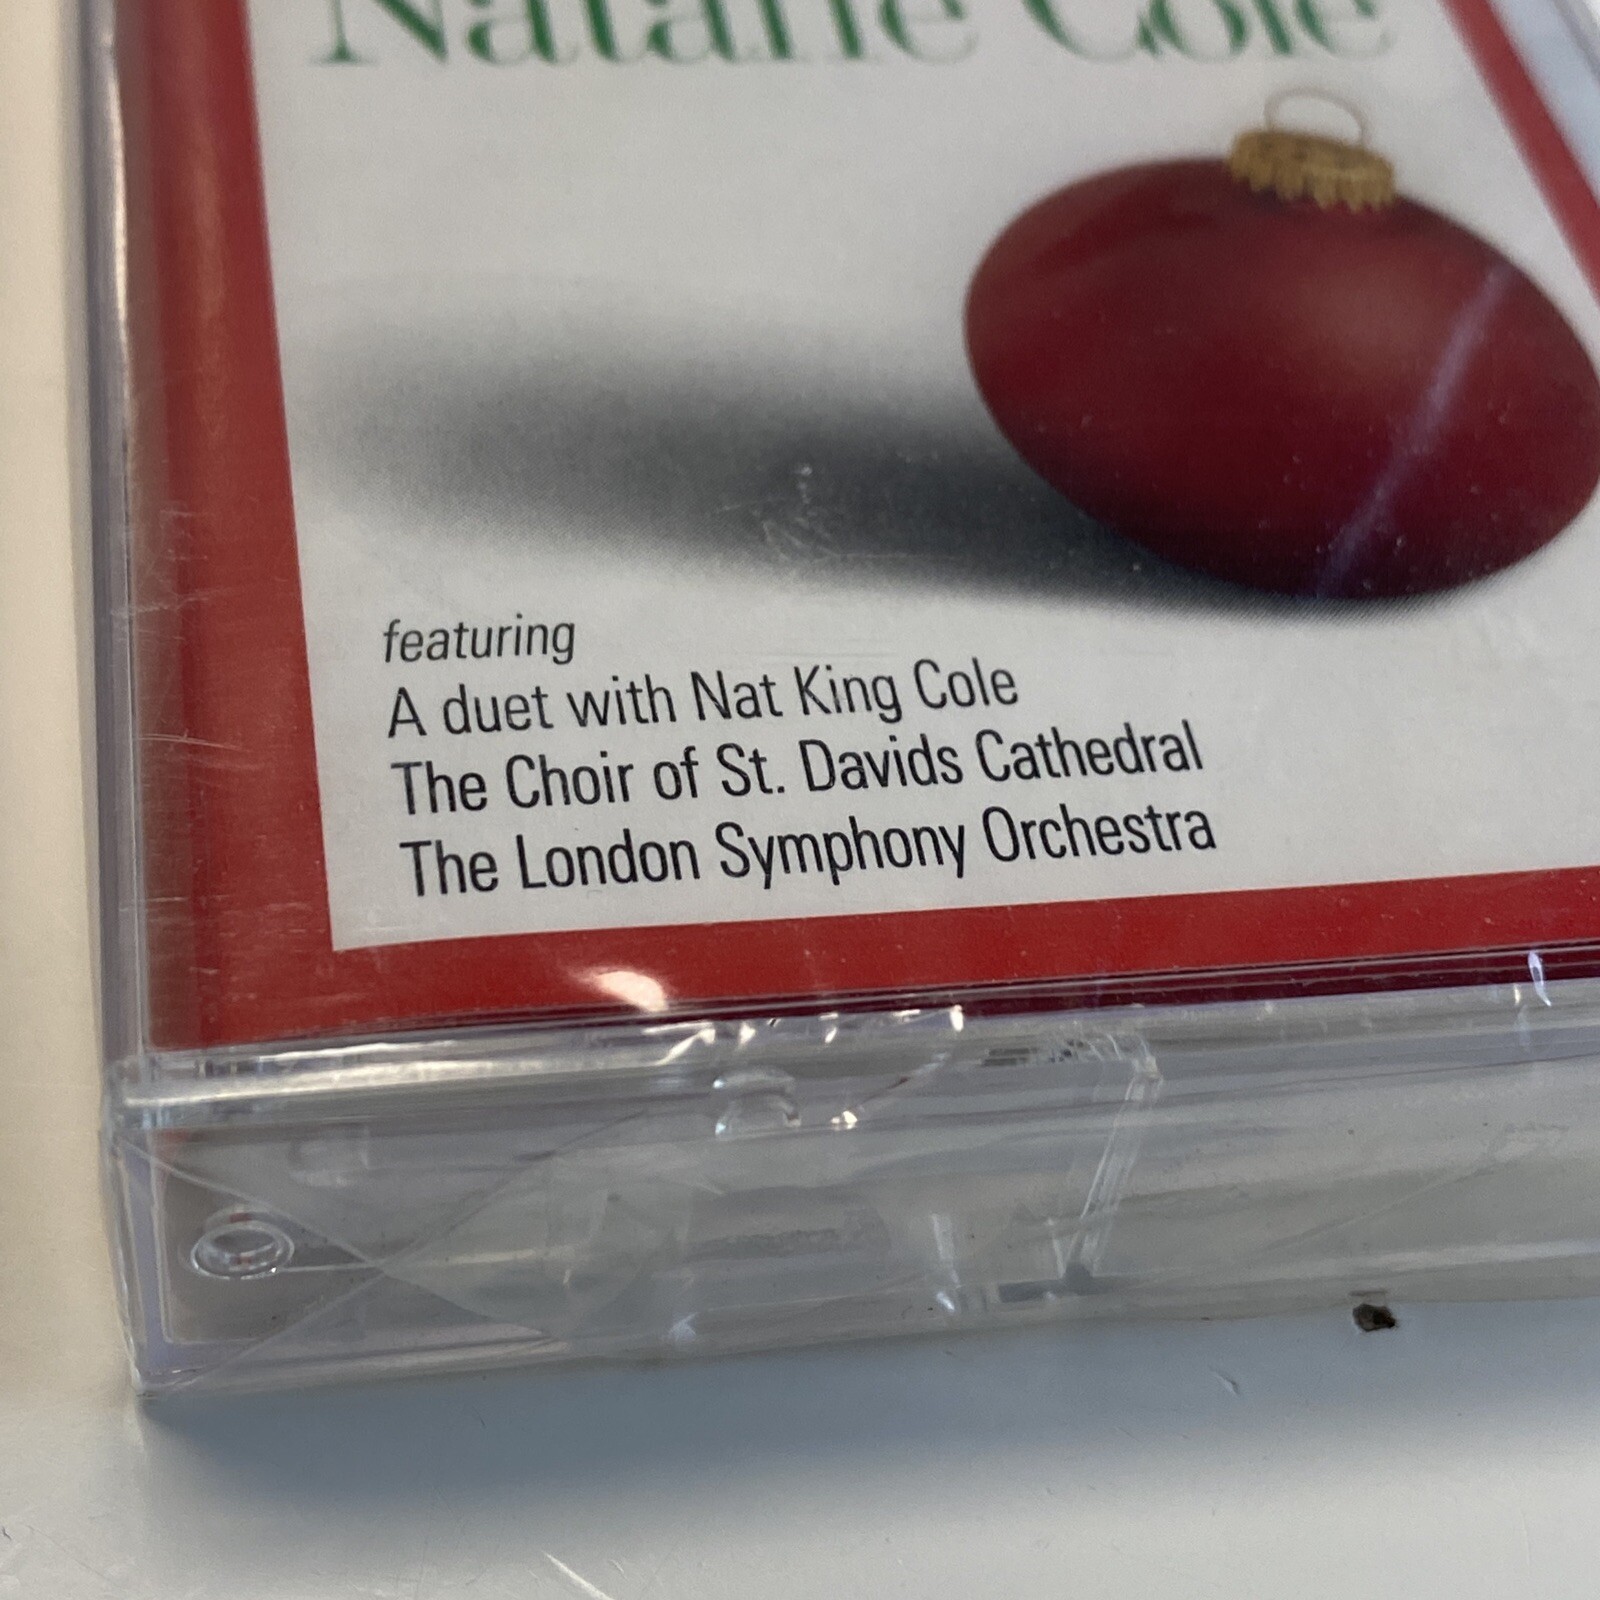 Natalie Cole
featuring
A duet with Nat King Cole
The Choir of St. Davids Cathedral
The London Symphony Orchestra